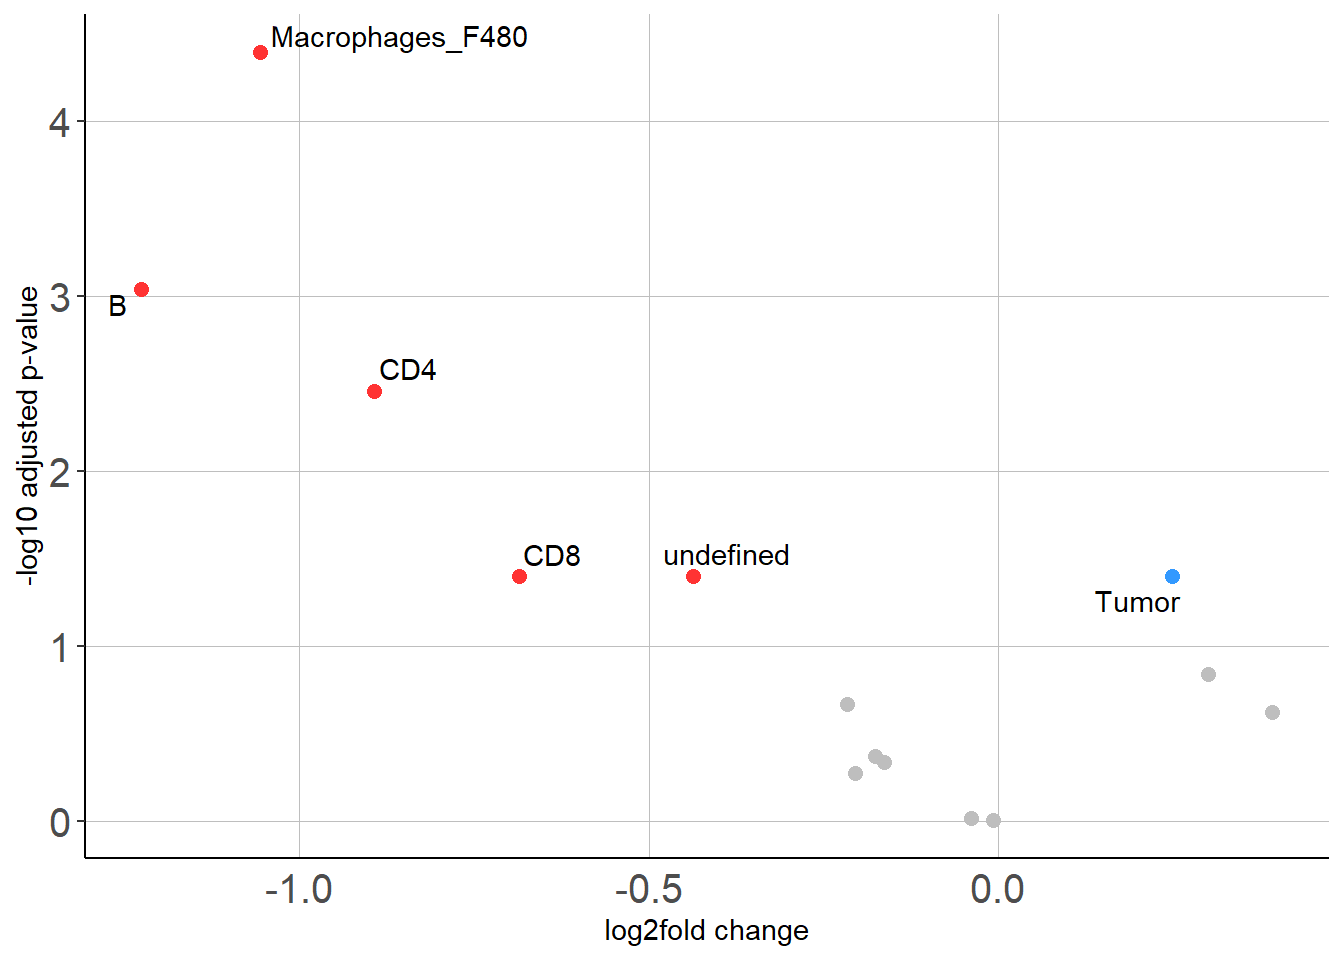 Macrophages_F480
4
B
3
CD4
2
CD8
undefined
Tumor
1
0
-log10 adjusted p-value
-1.0
-0.5
0.0
log2fold change